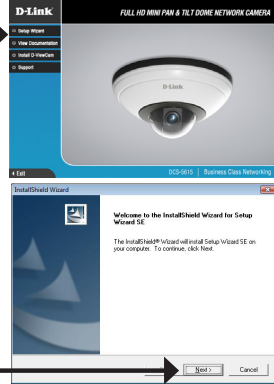 D-Link
FULL HD MINI PAN & TILT DOME NETWORK CAMERA
Setup Wizard
View Documentation
Install D-ViewCam
Support
D-Link
Exit
DCS-5615 | Business Class Networking
InstallShield Wizard
Welcome to the InstallShield Wizard for Setup
Wizard SE
The InstallShield® Wizard will install Setup Wizard SE on
your computer. To continue, click Next.
Next >
Cancel